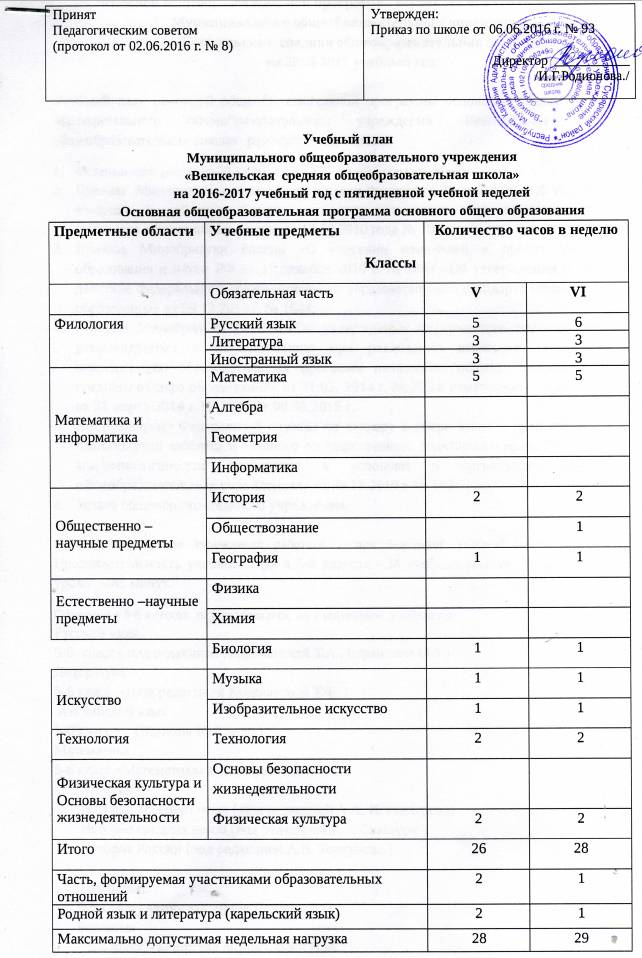 Принят
Педагогическим советом
(протокол от 02.06.2016 г. № 8)
Утвержден:
Приказ по школе от 06.06.2016 г. № 93
Директор
/И.Г.Родионова./
Учебный план
Муниципального общеобразовательного учреждения
«Вешкельская средняя общеобразовательная школа»
на 2016-2017 учебный год с пятидневной учебной неделей
Основная общеобразовательная программа основного общего образования
Предметные области Учебные предметы Количество часов в неделю
Классы
Обязательная часть V VI
Филология Русский язык 5 6
Литература 3 3
Иностранный язык 3 3
Математика и
информатика
Математика 5 5
Алгебра
Геометрия
Информатика
Общественно –
научные предметы
История 2 2
Обществознание 1
География 1 1
Естественно –научные
предметы
Физика
Химия
Биология 1 1
Искусство
Музыка 1 1
Изобразительное искусство 1 1
Технология Технология 2 2
Физическая культура и
Основы безопасности
жизнедеятельности
Основы безопасности
жизнедеятельности
Физическая культура 2 2
Итого 26 28
Часть, формируемая участниками образовательных
отношений
2 1
Родной язык и литература (карельский язык) 2 1
Максимально допустимая недельная нагрузка 28 29